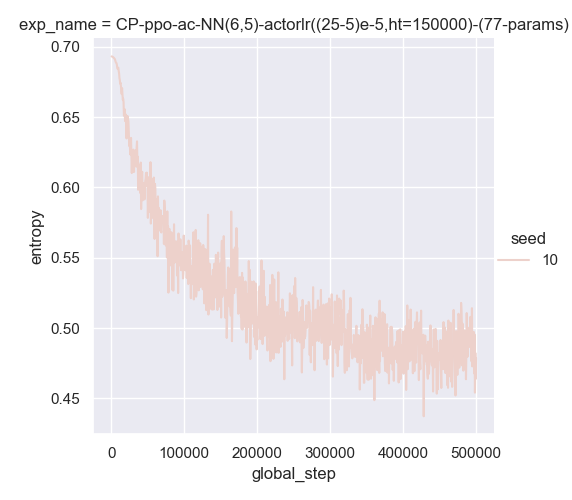 exp_name = CP-ppo-ac-NN(6,5)-actorlr((25-5)e-5,ht=150000)-(77-params)
0.70
0.65
0.60
0.55
0.50
0.45
entropy
0 100000 200000 300000 400000 500000
global_step
seed
10